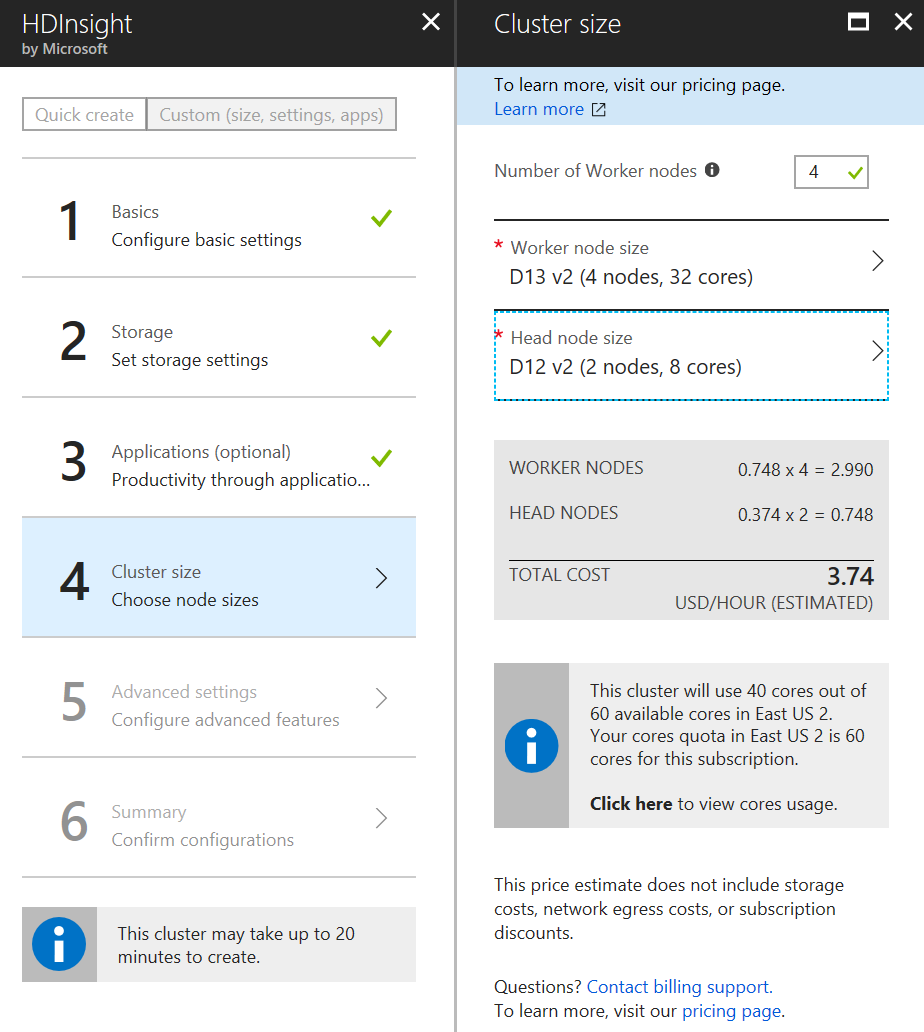 HDInsight
by Microsoft
Quick create
Custom (size, settings, apps)
1
Basics
Configure basic settings
2
Storage
Set storage settings
3
Applications (optional)
Productivity through applicatio...
4
Cluster size
Choose node sizes
5
Advanced settings
Configure advanced features
6
Summary
Confirm configurations
This cluster may take up to 20
minutes to create.
Cluster size
To learn more, visit our pricing page.
Learn more
Number of Worker nodes
4
* Worker node size
D13 v2 (4 nodes, 32 cores)
* Head node size
D12 v2 (2 nodes, 8 cores)
WORKER NODES 0.748 x 4 = 2.990
HEAD NODES 0.374 x 2 = 0.748
TOTAL COST 3.74
USD/HOUR (ESTIMATED)
This cluster will use 40 cores out of
60 available cores in East US 2.
Your cores quota in East US 2 is 60
cores for this subscription.
Click here to view cores usage.
This price estimate does not include storage
costs, network egress costs, or subscription
discounts.
Questions? Contact billing support.
To learn more, visit our pricing page.